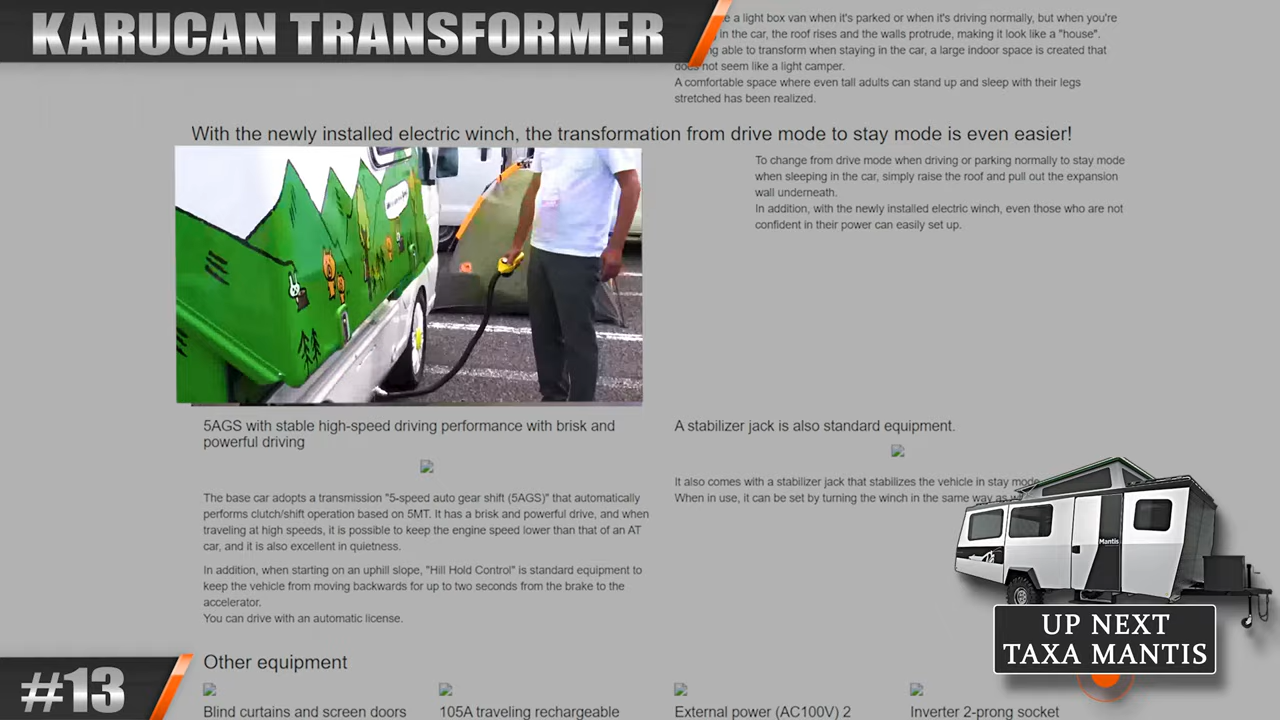 KARUCAN TRANSFORMER
e a light box van when it's parked or when it's driving normally, but when you're
in the car, the roof rises and the walls protrude, making it look like a "house".
ng able to transform when staying in the car, a large indoor space is created that
does not seem like a light camper.
A comfortable space where even tall adults can stand up and sleep with their legs
stretched has been realized.
With the newly installed electric winch, the transformation from drive mode to stay mode is even easier!
To change from drive mode when driving or parking normally to stay mode
when sleeping in the car, simply raise the roof and pull out the expansion
wall underneath.
In addition, with the newly installed electric winch, even those who are not
confident in their power can easily set up.
5AGS with stable high-speed driving performance with brisk and
powerful driving
The base car adopts a transmission "5-speed auto gear shift (5AGS)" that automatically
performs clutch/shift operation based on 5MT. It has a brisk and powerful drive, and when
traveling at high speeds, it is possible to keep the engine speed lower than that of an AT
car, and it is also excellent in quietness.
In addition, when starting on an uphill slope, "Hill Hold Control" is standard equipment to
keep the vehicle from moving backwards for up to two seconds from the brake to the
accelerator.
You can drive with an automatic license.
A stabilizer jack is also standard equipment.
It also comes with a stabilizer jack that stabilizes the vehicle in stay mode.
When in use, it can be set by turning the winch in the same way as
Mantis
UP NEXT
TAXA MANTIS
#13
Other equipment
Blind curtains and screen doors
105A traveling rechargeable
External power (AC100V) 2
Inverter 2-prong socket